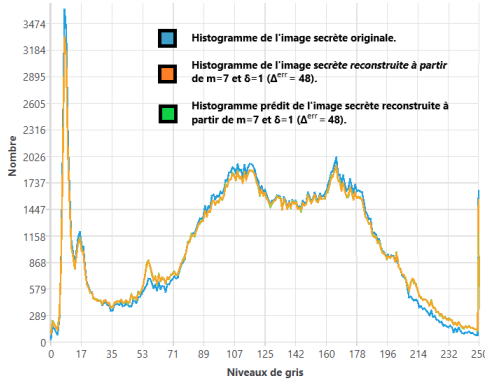 3474
3184
2895
2605
2316
2026
1737
1447
1158
868
579
289
0
Nombre
Histogramme de l'image secrète originale.
Histogramme de l'image secrète reconstruite à partir
de m=7 et δ=1 (Δerr = 48).
Histogramme prédit de l'image secrète reconstruite à
partir de m=7 et δ=1 (Δerr = 48).
0 17 35 53 71 89 107 125 142 160 178 196 214 232 250
Niveaux de gris